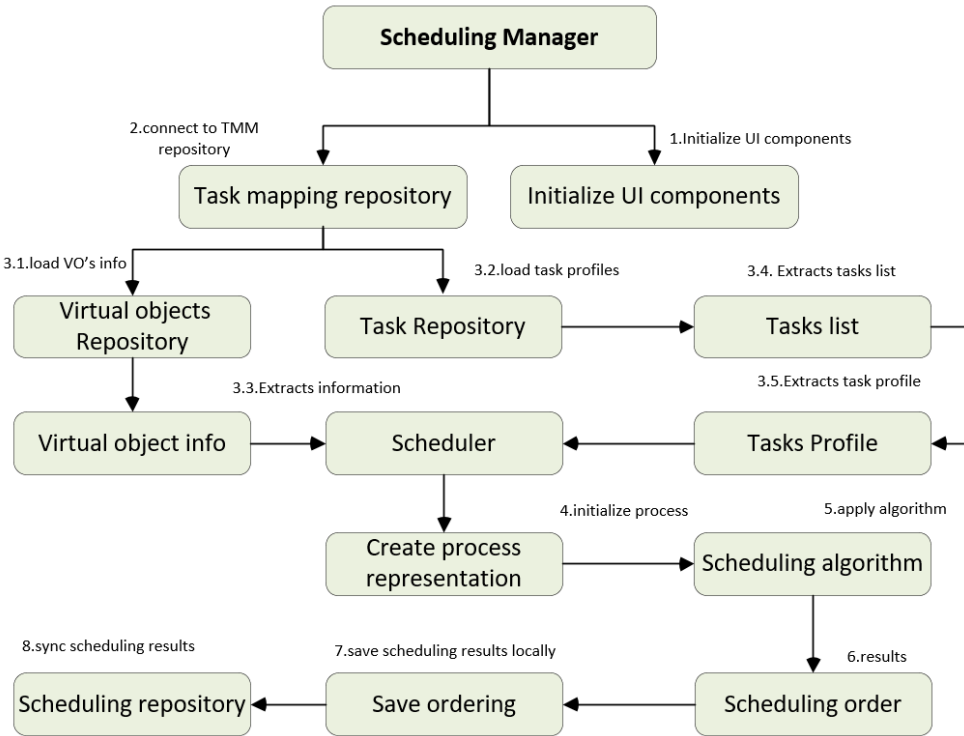 Scheduling Manager
2.connect to TMM
repository
1.Initialize UI components
Task mapping repository
Initialize UI components
3.1.load VO's info
3.2.load task profiles
3.4. Extracts tasks list
Virtual objects
Repository
Task Repository
Tasks list
3.3.Extracts information
3.5.Extracts task profile
Virtual object info
Scheduler
Tasks Profile
4.initialize process
5.apply algorithm
Create process
representation
Scheduling algorithm
8.sync scheduling results
7.save scheduling results locally
6.results
Scheduling repository
Save ordering
Scheduling order